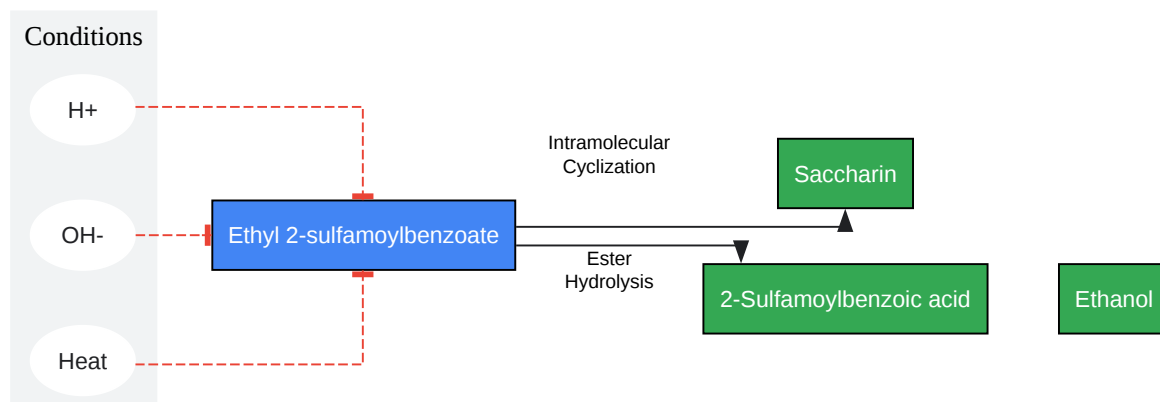 Conditions
H+
OH-
Heat
Ethyl 2-sulfamoylbenzoate
Intramolecular
Cyclization
Ester
Hydrolysis
Saccharin
2-Sulfamoylbenzoic acid
Ethanol